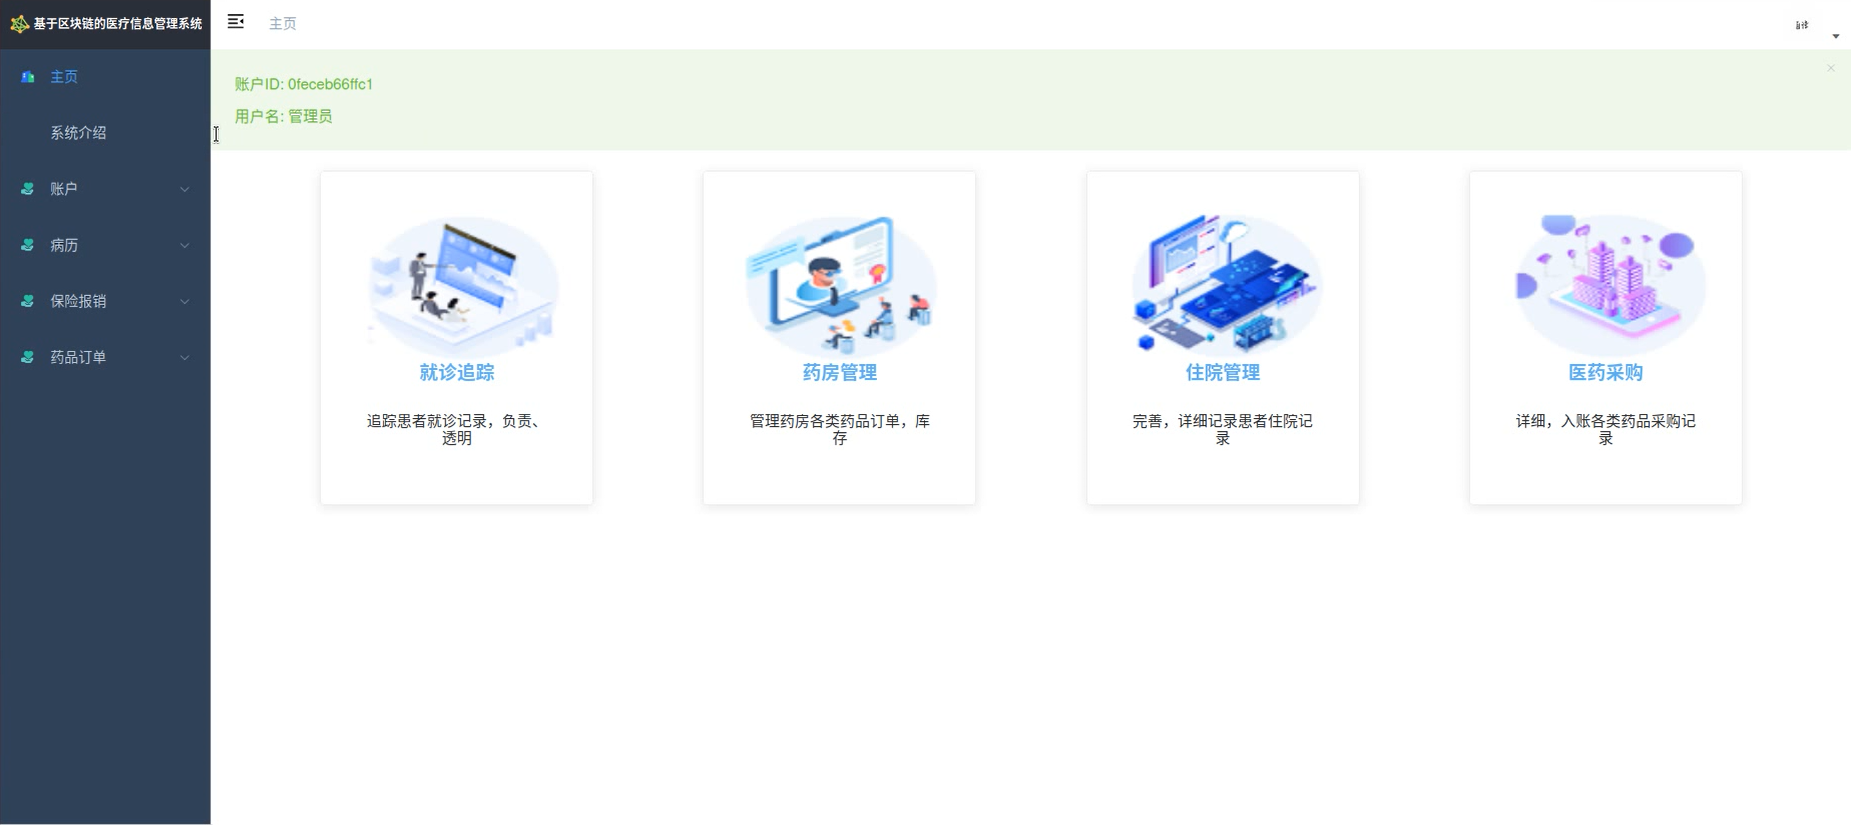 基于区块链的医疗信息管理系统
主页
主页
系统介绍
账户
病历
保险报销
药品订单
账户ID: 0feceb66ffc1
用户名: 管理员
就诊追踪
追踪患者就诊记录，负责、
透明
药房管理
管理药房各类药品订单，库
存
住院管理
完善，详细记录患者住院记
录
医药采购
详细，入账各类药品采购记
录